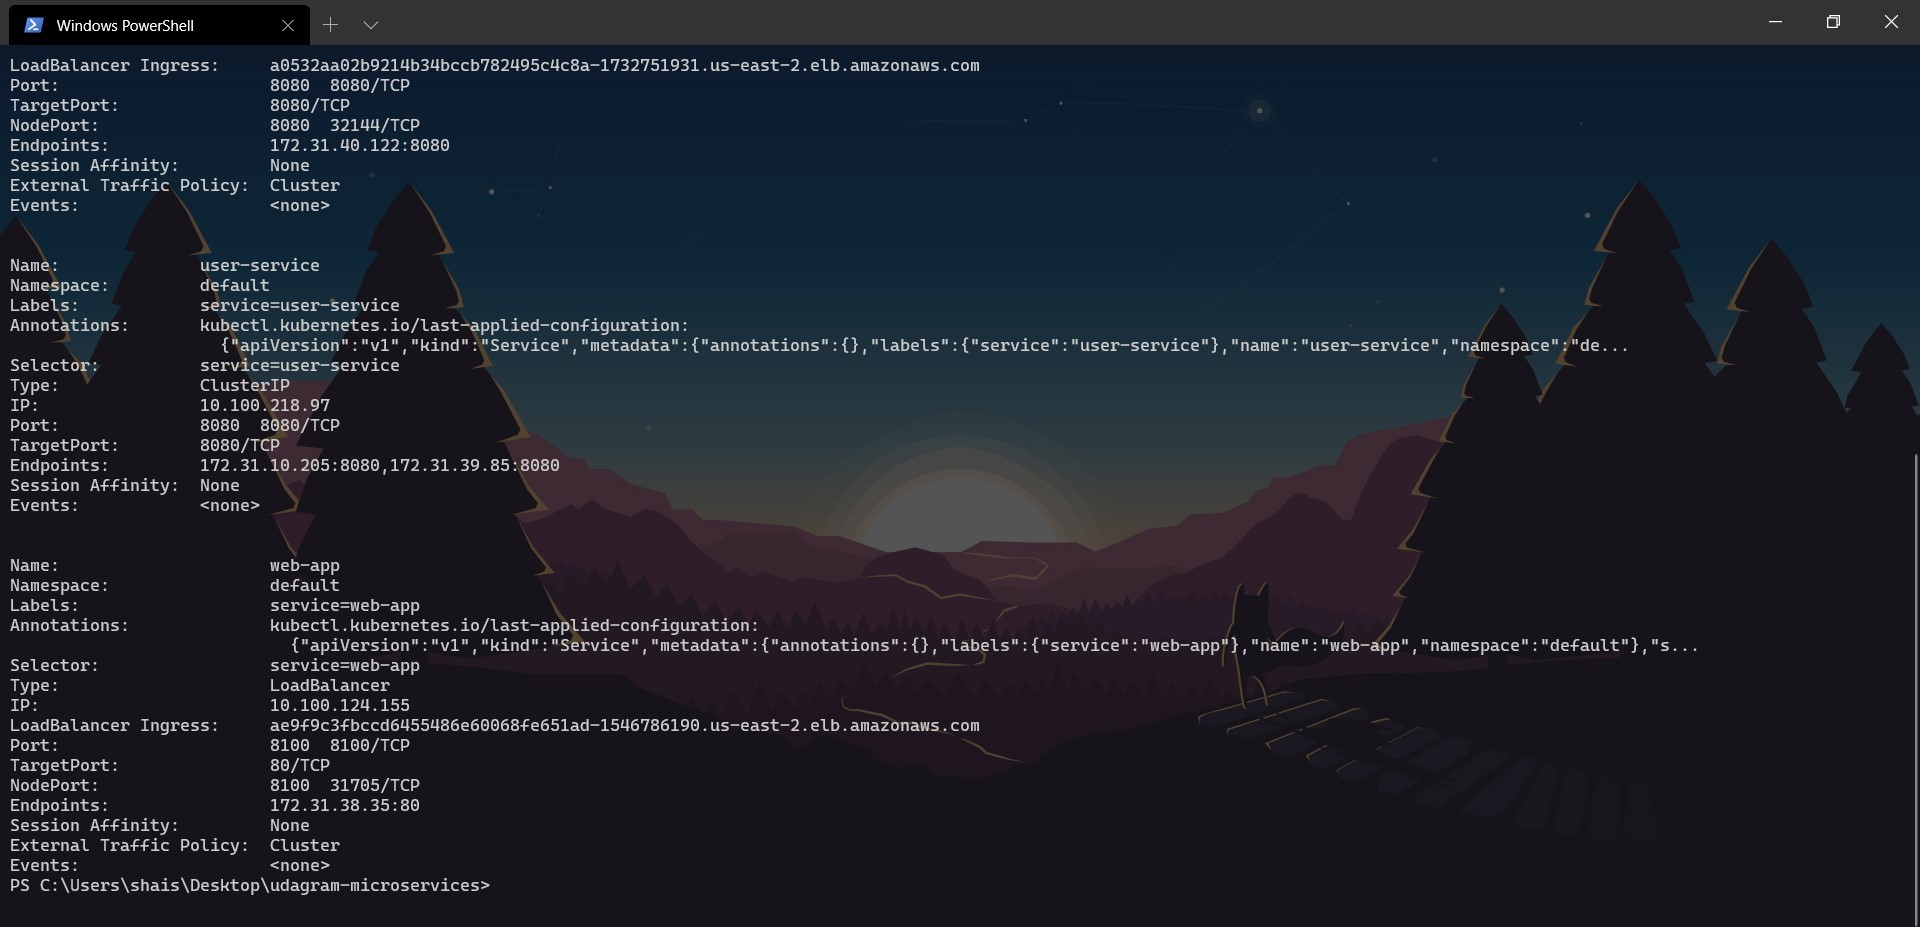 Windows PowerShell
LoadBalancer Ingress:     a0532aa02b9214b34bccb782495c4c8a-1732751931.us-east-2.elb.amazonaws.com
Port:                     8080  8080/TCP
TargetPort:               8080/TCP
NodePort:                 8080  32144/TCP
Endpoints:                172.31.40.122:8080
Session Affinity:         None
External Traffic Policy:  Cluster
Events:                   <none>
Name:              user-service
Namespace:         default
Labels:            service=user-service
Annotations:       kubectl.kubernetes.io/last-applied-configuration:
{"apiVersion":"v1","kind":"Service","metadata":{"annotations":{},"labels":{"service":"user-service"},"name":"user-service","namespace":"de...
Selector:          service=user-service
Type:              ClusterIP
IP:                10.100.218.97
Port:              8080  8080/TCP
TargetPort:        8080/TCP
Endpoints:         172.31.10.205:8080,172.31.39.85:8080
Session Affinity:  None
Events:            <none>
Name:                     web-app
Namespace:                default
Labels:                   service=web-app
Annotations:              kubectl.kubernetes.io/last-applied-configuration:
{"apiVersion":"v1","kind":"Service","metadata":{"annotations":{},"labels":{"service":"web-app"},"name":"web-app","namespace":"default"},"s...
Selector:                 service=web-app
Type:                     LoadBalancer
IP:                       10.100.124.155
LoadBalancer Ingress:     ae9f9c3fbccd6455486e60068fe651ad-1546786190.us-east-2.elb.amazonaws.com
Port:                     8100  8100/TCP
TargetPort:               80/TCP
NodePort:                 8100  31705/TCP
Endpoints:                172.31.38.35:80
Session Affinity:         None
External Traffic Policy:  Cluster
Events:                   <none>
PS C:\Users\shais\Desktop\udagram-microservices>